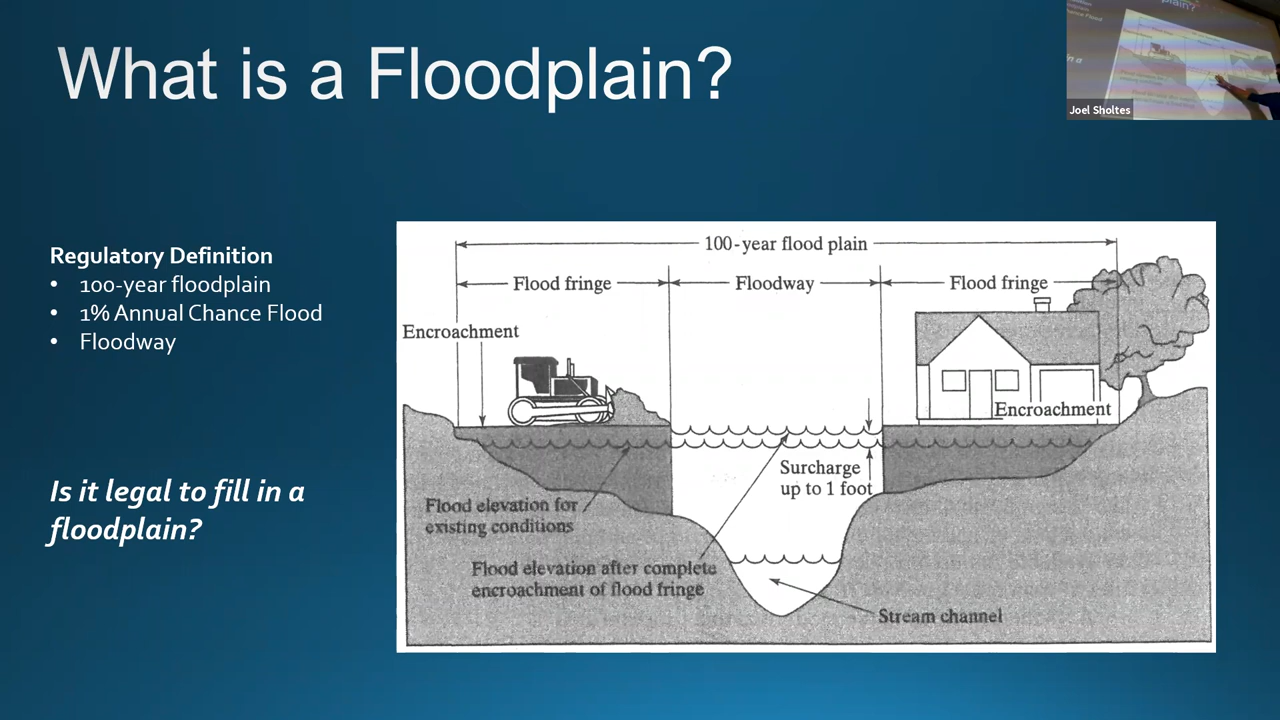 What is a Floodplain?
plain?
Joel Sholtes
Regulatory Definition
• 100-year floodplain
• 1% Annual Chance Flood
• Floodway
Is it legal to fill in a
floodplain?
100-year flood plain
Flood fringe
Floodway
Flood fringe
Encroachment
Encroachment
Surcharge
up to 1 foot
Flood elevation for
existing conditions
Flood elevation after complete
encroachment of flood fringe
Stream channel